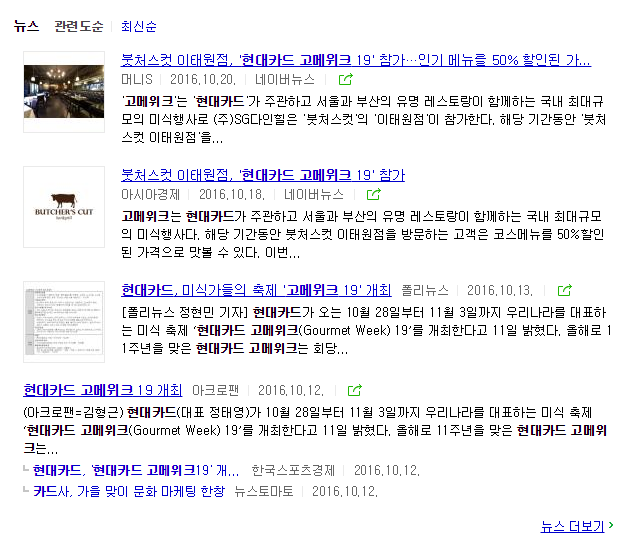 뉴스 관련도순 최신순
붓처스컷 이태원점, '현대카드 고메위크 19' 참가…인기 메뉴를 50% 할인된 가...
머니S 2016.10.20. 네이버뉴스
'고메위크'는 '현대카드'가 주관하고 서울과 부산의 유명 레스토랑이 함께하는 국내 최대규
모의 미식행사로 (주)SG다인힐은 '붓처스컷'의 '이태원점'이 참가한다. 해당 기간동안 '붓처
스컷 이태원점'을...
BUTCHER'S CUT
붓처스컷 이태원점, '현대카드 고메위크 19' 참가
아시아경제 2016.10.18. 네이버뉴스
고메위크는 현대카드가 주관하고 서울과 부산의 유명 레스토랑이 함께하는 국내 최대규모
의 미식행사다. 해당 기간동안 붓처스컷 이태원점을 방문하는 고객은 코스메뉴를 50%할인
된 가격으로 맛볼 수 있다. 이번...
현대카드, 미식가들의 축제 '고메위크 19' 개최 폴리뉴스 2016.10.13.
[폴리뉴스 정현민 기자] 현대카드가 오는 10월 28일부터 11월 3일까지 우리나라를 대표하
는 미식 축제 '현대카드 고메위크(Gourmet Week) 19'를 개최한다고 11일 밝혔다. 올해로 1
1주년을 맞은 현대카드 고메위크는 회당...
현대카드 고메위크 19 개최 아크로팬 2016.10.12.
(아크로팬=김형근) 현대카드(대표 정태영)가 10월 28일부터 11월 3일까지 우리나라를 대표하는 미식 축제
'현대카드 고메위크(Gourmet Week) 19'를 개최한다고 11일 밝혔다. 올해로 11주년을 맞은 현대카드 고메위
크는...
현대카드, '현대카드 고메위크19' 개... 한국스포츠경제 2016.10.12.
카드사, 가을 맞이 문화 마케팅 한창 뉴스토마토 2016.10.12.
뉴스 더보기